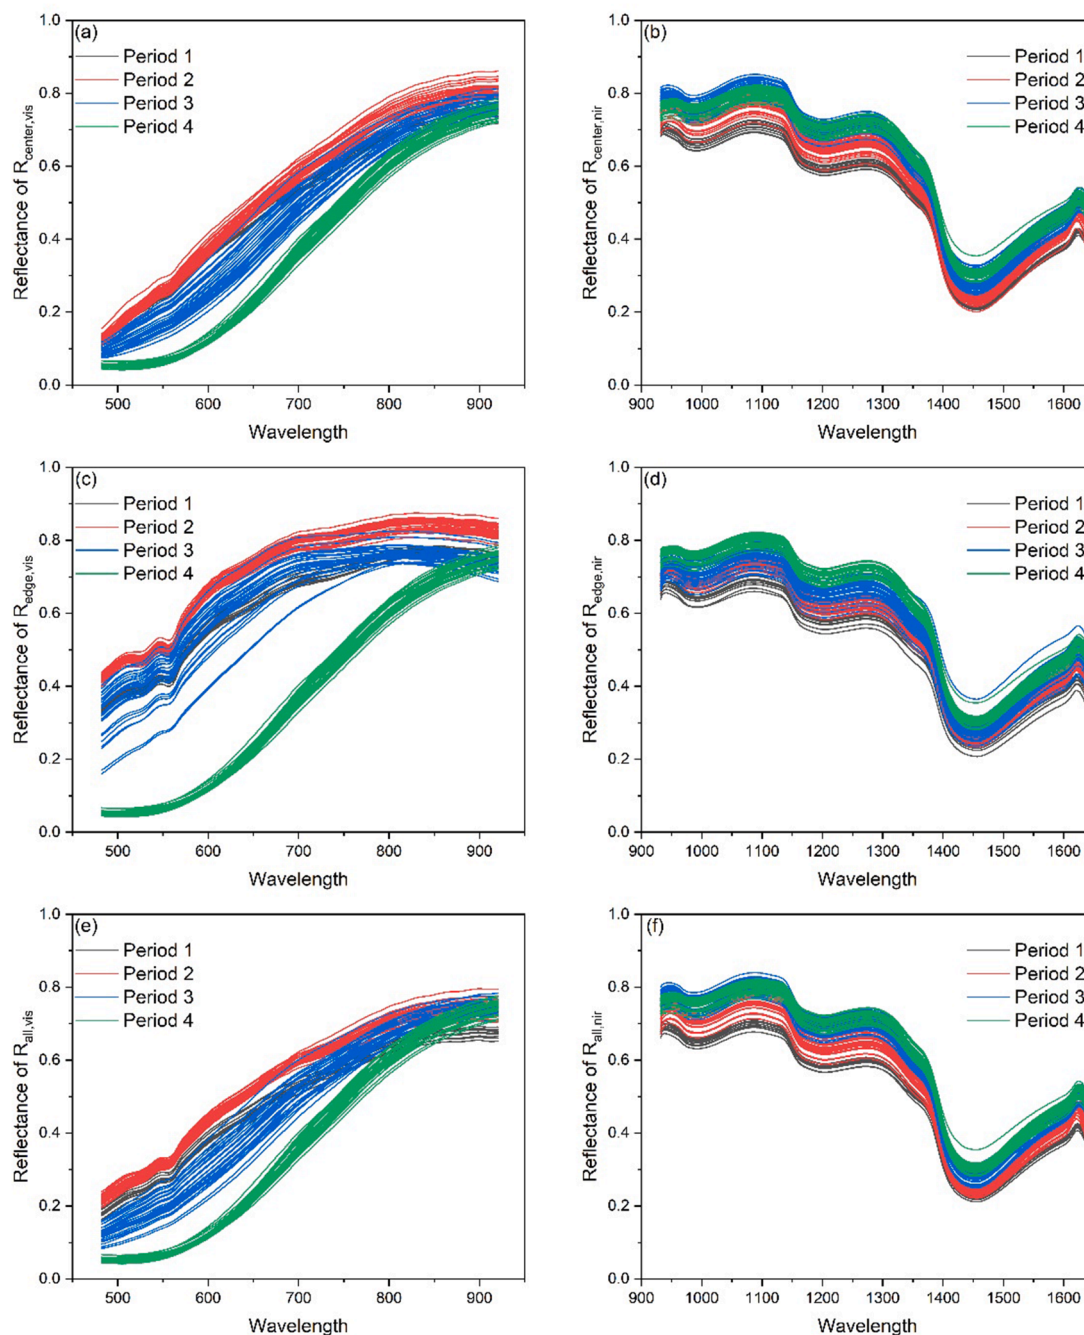 (a)
Period 1
Period 2
Period 3
Period 4
Reflectance of Rcenter,vis
1.0
0.8
0.6
0.4
0.2
0.0
500 600 700 800 900
Wavelength
(b)
Period 1
Period 2
Period 3
Period 4
Reflectance of Rcenter,nir
1.0
0.8
0.6
0.4
0.2
0.0
900 1000 1100 1200 1300 1400 1500 1600
Wavelength
(c)
Period 1
Period 2
Period 3
Period 4
Reflectance of Redge,vis
1.0
0.8
0.6
0.4
0.2
0.0
500 600 700 800 900
Wavelength
(d)
Period 1
Period 2
Period 3
Period 4
Reflectance of Redge,nir
1.0
0.8
0.6
0.4
0.2
0.0
900 1000 1100 1200 1300 1400 1500 1600
Wavelength
(e)
Period 1
Period 2
Period 3
Period 4
Reflectance of Rall,vis
1.0
0.8
0.6
0.4
0.2
0.0
500 600 700 800 900
Wavelength
(f)
Period 1
Period 2
Period 3
Period 4
Reflectance of Rall,nir
1.0
0.8
0.6
0.4
0.2
0.0
900 1000 1100 1200 1300 1400 1500 1600
Wavelength